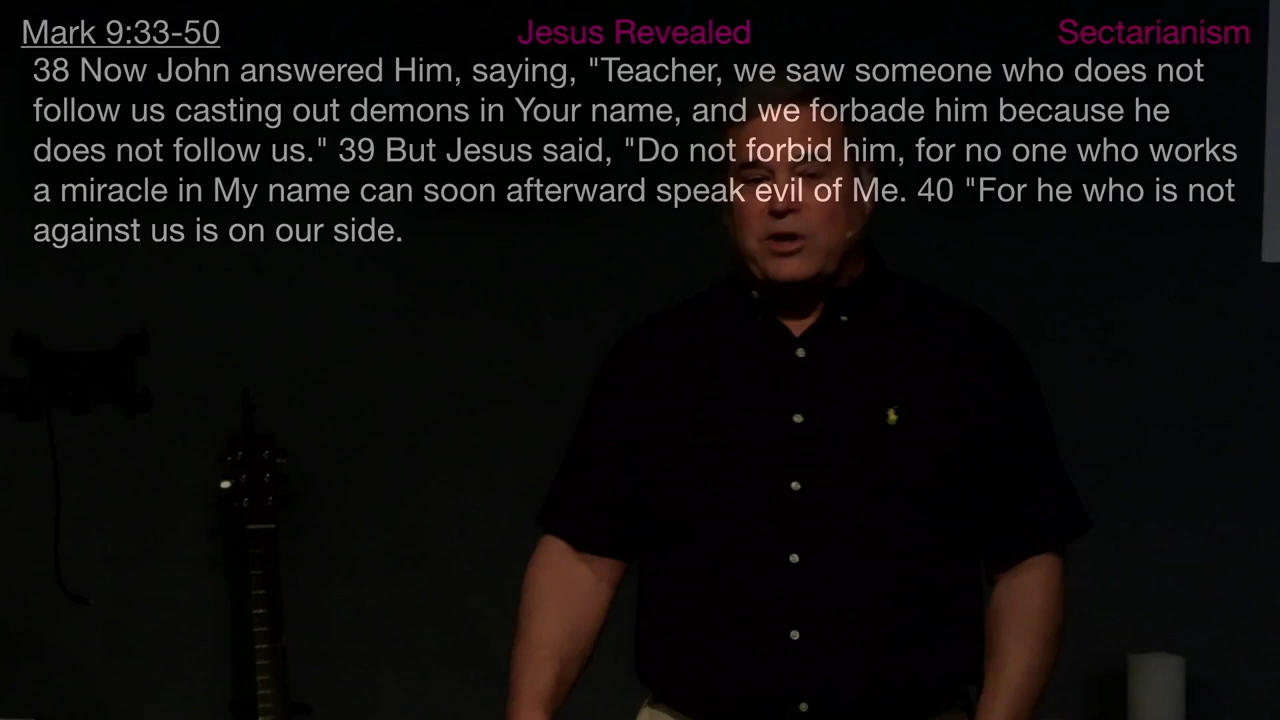 Mark 9:33-50 Jesus Revealed Sectarianism
38 Now John answered Him, saying, "Teacher, we saw someone who does not
follow us casting out demons in Your name, and we forbade him because he
does not follow us." 39 But Jesus said, "Do not forbid him, for no one who works
a miracle in My name can soon afterward speak evil of Me. 40 "For he who is not
against us is on our side.